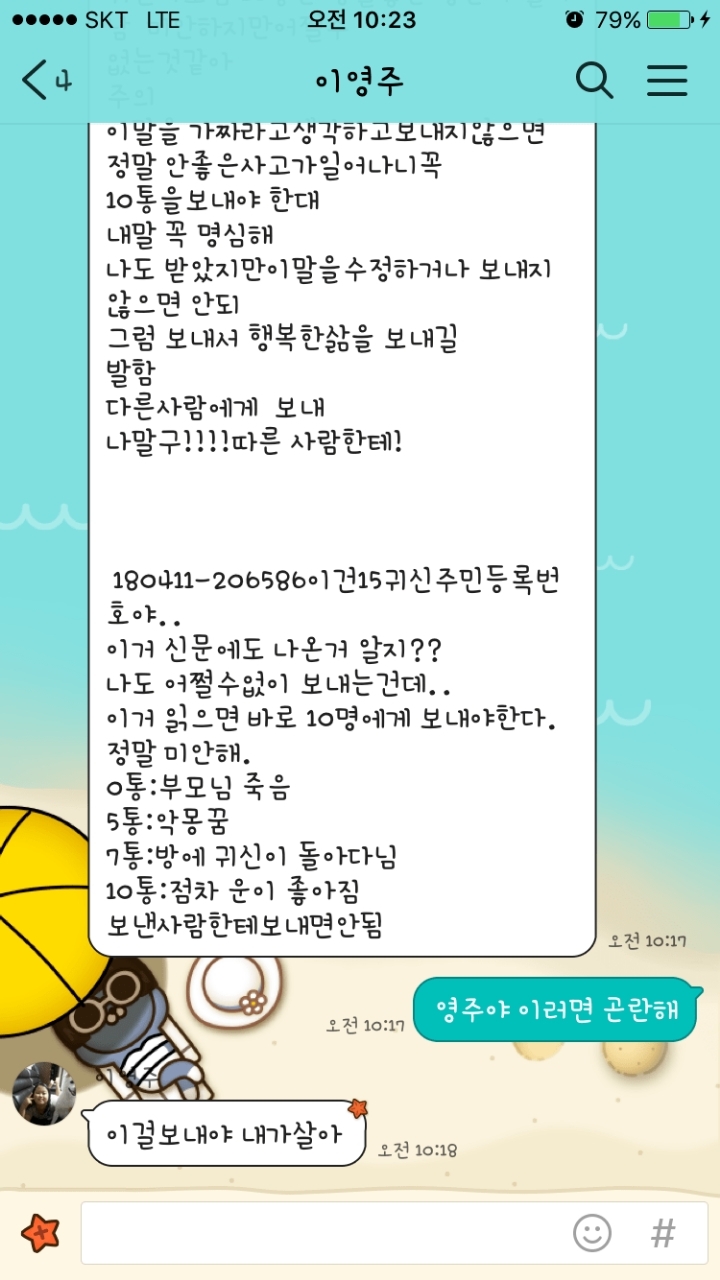 SKT LTE 오전 10:23 79%
없는것같아
주의
4 이영주
이말을 가짜라고생각하고보내지않으면
정말 안좋은사고가일어나니꼭
10통을보내야 한대
내말 꼭 명심해
나도 받았지만이말을수정하거나 보내지
않으면 안되
그럼 보내서 행복한삶을 보내길
발함
다른사람에게 보내
나말구!!!!따른 사람한테!
180411-206586이건15귀신주민등록번
호야..
이거 신문에도 나온거 알지??
나도 어쩔수없이 보내는건데..
이거 읽으면 바로 10명에게 보내야한다.
정말 미안해.
0통:부모님 죽음
5통:악몽꿈
7통:방에 귀신이 돌아다님
10통:점차 운이 좋아짐
보낸사람한테보내면안됨
오전 10:17
영주야 이러면 곤란해
오전 10:17
이영주
이걸보내야 내가살아
오전 10:18
#